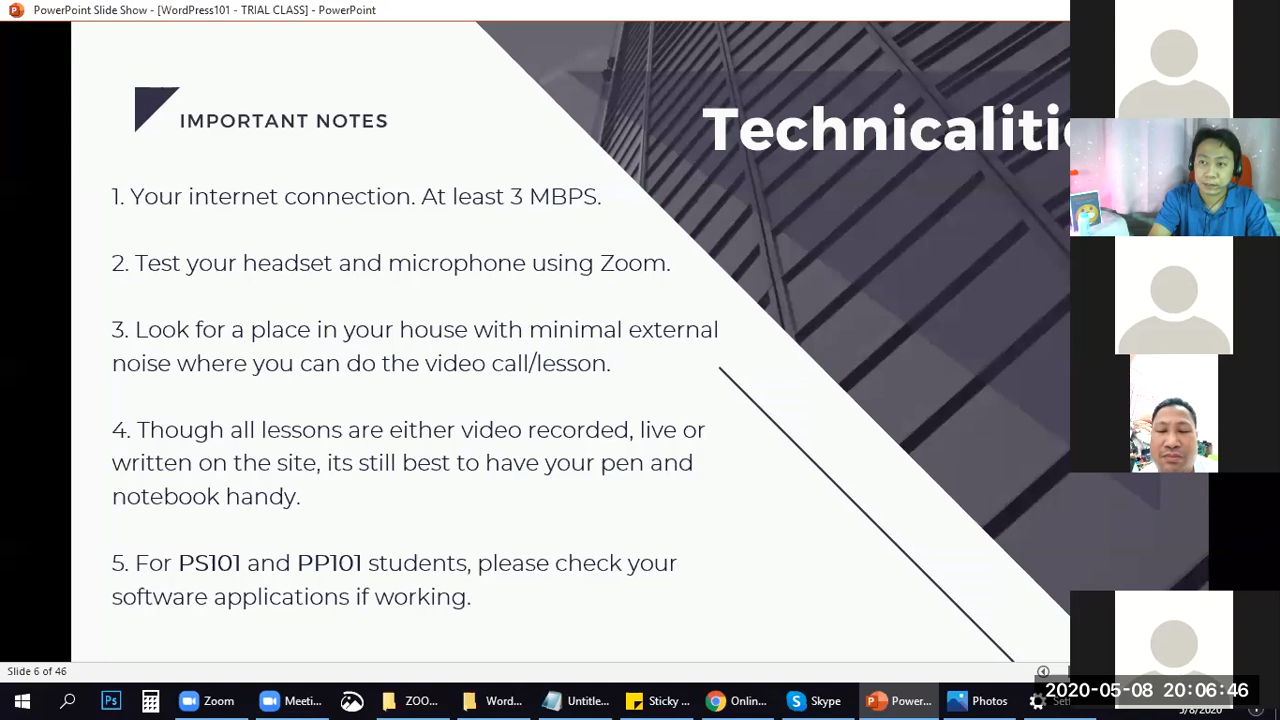 PowerPoint Slide Show - [WordPress101 - TRIAL CLASS] - PowerPoint
IMPORTANT NOTES
1. Your internet connection. At least 3 MBPS.
2. Test your headset and microphone using Zoom.
3. Look for a place in your house with minimal external
noise where you can do the video call/lesson.
4. Though all lessons are either video recorded, live or
written on the site, its still best to have your pen and
notebook handy.
5. For PS101 and PP101 students, please check your
software applications if working.
Slide 6 of 46
Ps
Zoom
Meeti...
ZOO...
Word...
Untitle...
Sticky ...
Onlin...
Skype
Power...
Photos
2020-05-08 20:06:46
5/8/2020